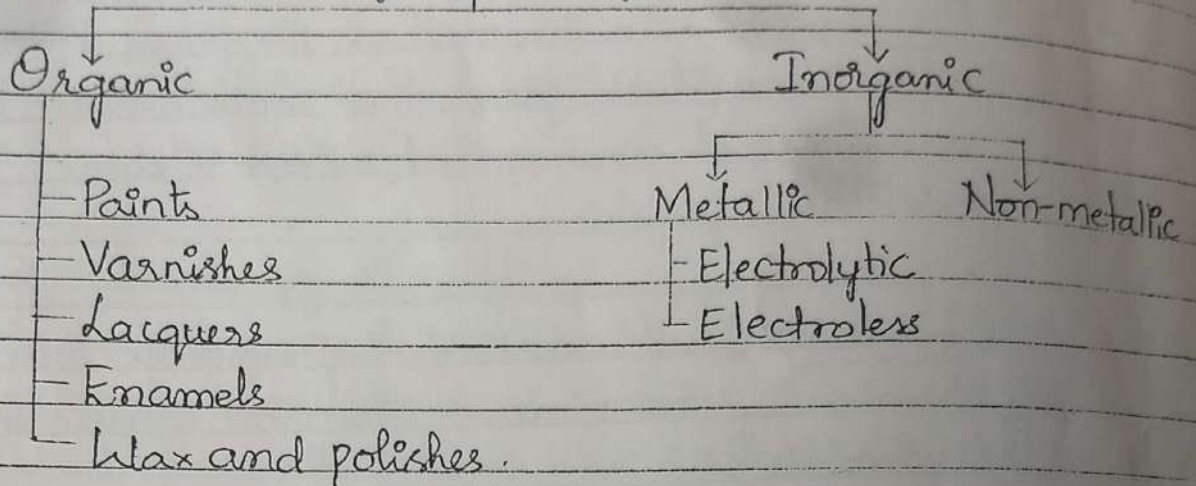 Organic Inorganic
Paints Metallic Non-metallic
Varnishes Electrolytic
Lacquers Electroless
Enamels
Wax and polishes.